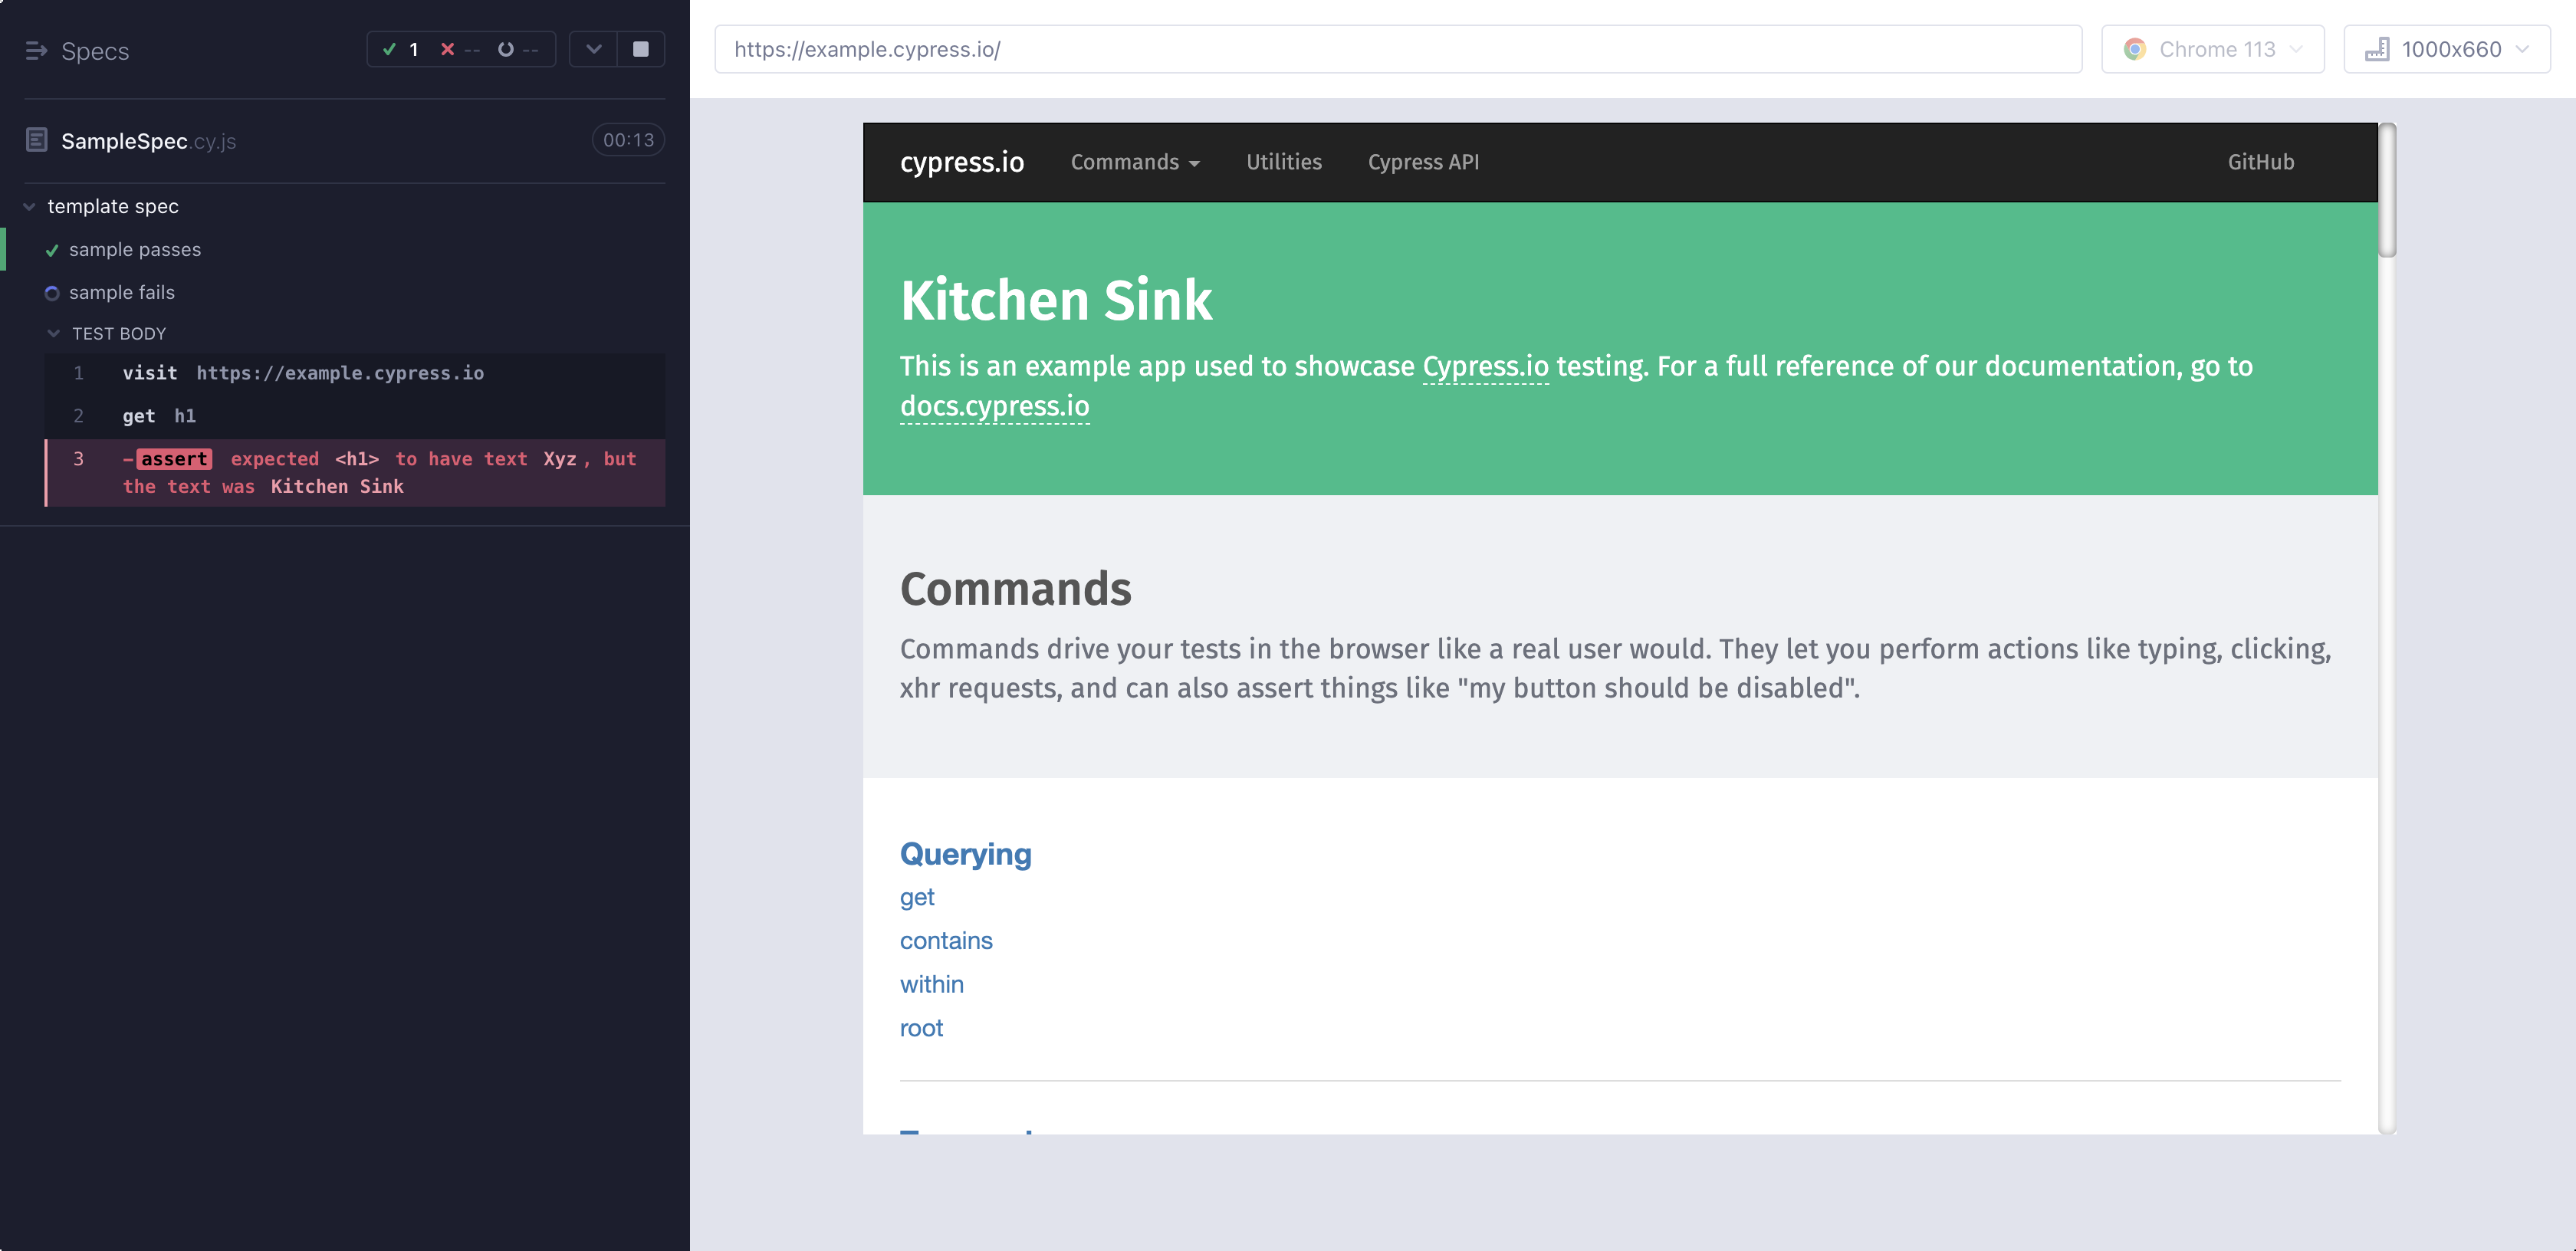 Specs
1 -- --
SampleSpec.cy.js
00:13
template spec
sample passes
sample fails
TEST BODY
1 visit https://example.cypress.io
2 get h1
3 -assert expected <h1> to have text Xyz, but
the text was Kitchen Sink
https://example.cypress.io/
Chrome 113
1000x660
cypress.io Commands Utilities Cypress API GitHub
Kitchen Sink
This is an example app used to showcase Cypress.io testing. For a full reference of our documentation, go to
docs.cypress.io
Commands
Commands drive your tests in the browser like a real user would. They let you perform actions like typing, clicking,
xhr requests, and can also assert things like "my button should be disabled".
Querying
get
contains
within
root